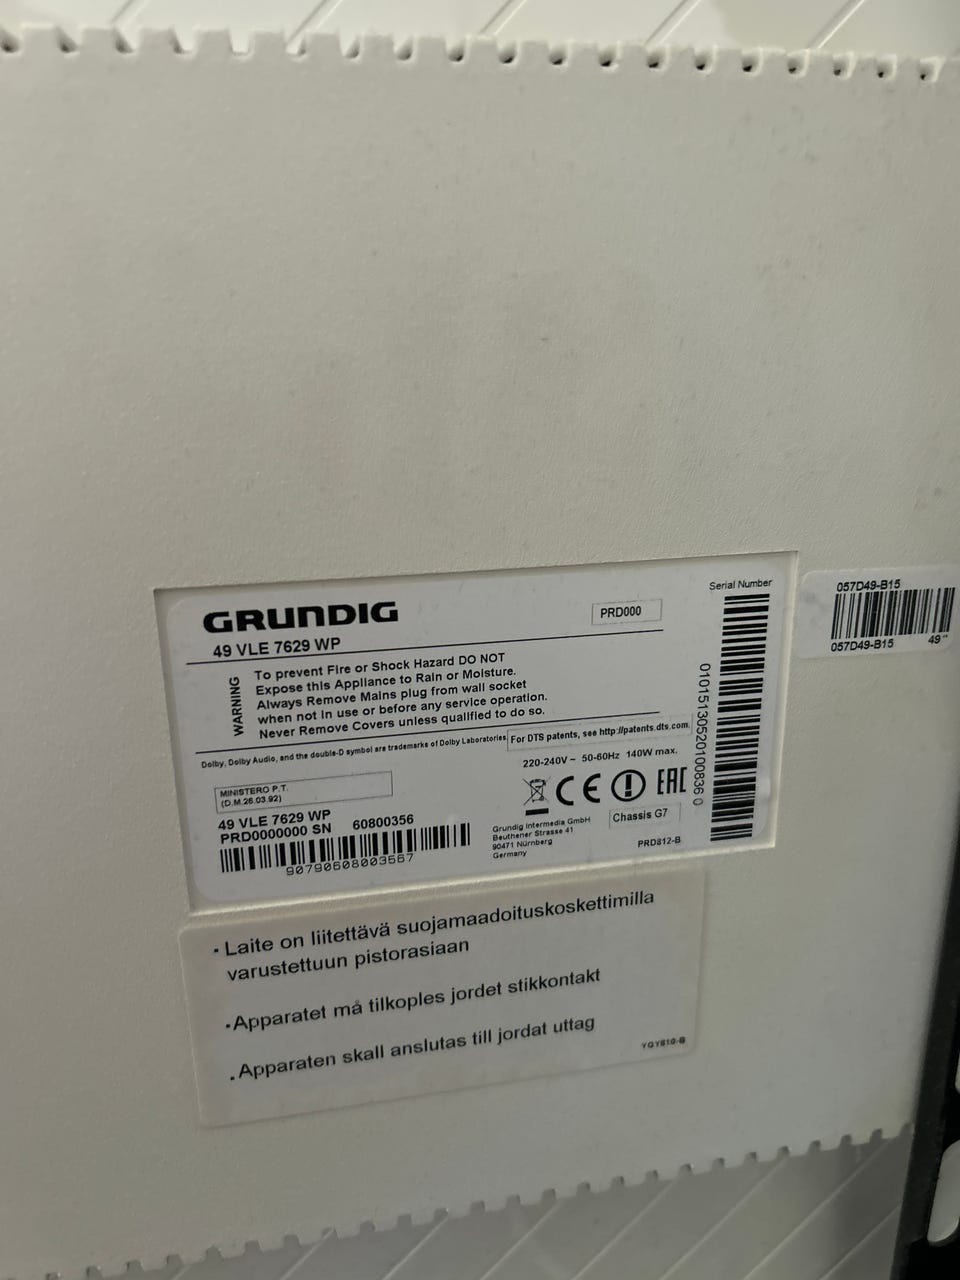 GRUNDIG
PRD000
49 VLE 7629 WP
WARNING
To prevent Fire or Shock Hazard DO NOT
Expose this Appliance to Rain or Moisture.
Always Remove Mains plug from wall socket
when not in use or before any service operation.
Never Remove Covers unless qualified to do so.
Dolby, Dolby Audio, and the double-D symbol are trademarks of Dolby Laboratories.
For DTS patents, see http://patents.dts.com.
220-240V ~ 50-60Hz 140W max.
MINISTERO P.T.
(D.M.26.03.92)
CE EAC
49 VLE 7629 WP
PRD0000000 SN 60800356
90790608003567
Grundig Intermedia GmbH
Beuthener Strasse 41
90471 Nürnberg
Germany
Chassis G7
PRD812-B
Serial Number
0101513052010083​6 0
057D49-B15
057D49-B15 49"
· Laite on liitettävä suojamaadoituskoskettimilla
varustettuun pistorasiaan
·Apparatet må tilkoples jordet stikkontakt
.Apparaten skall anslutas till jordat uttag
YGY810-B